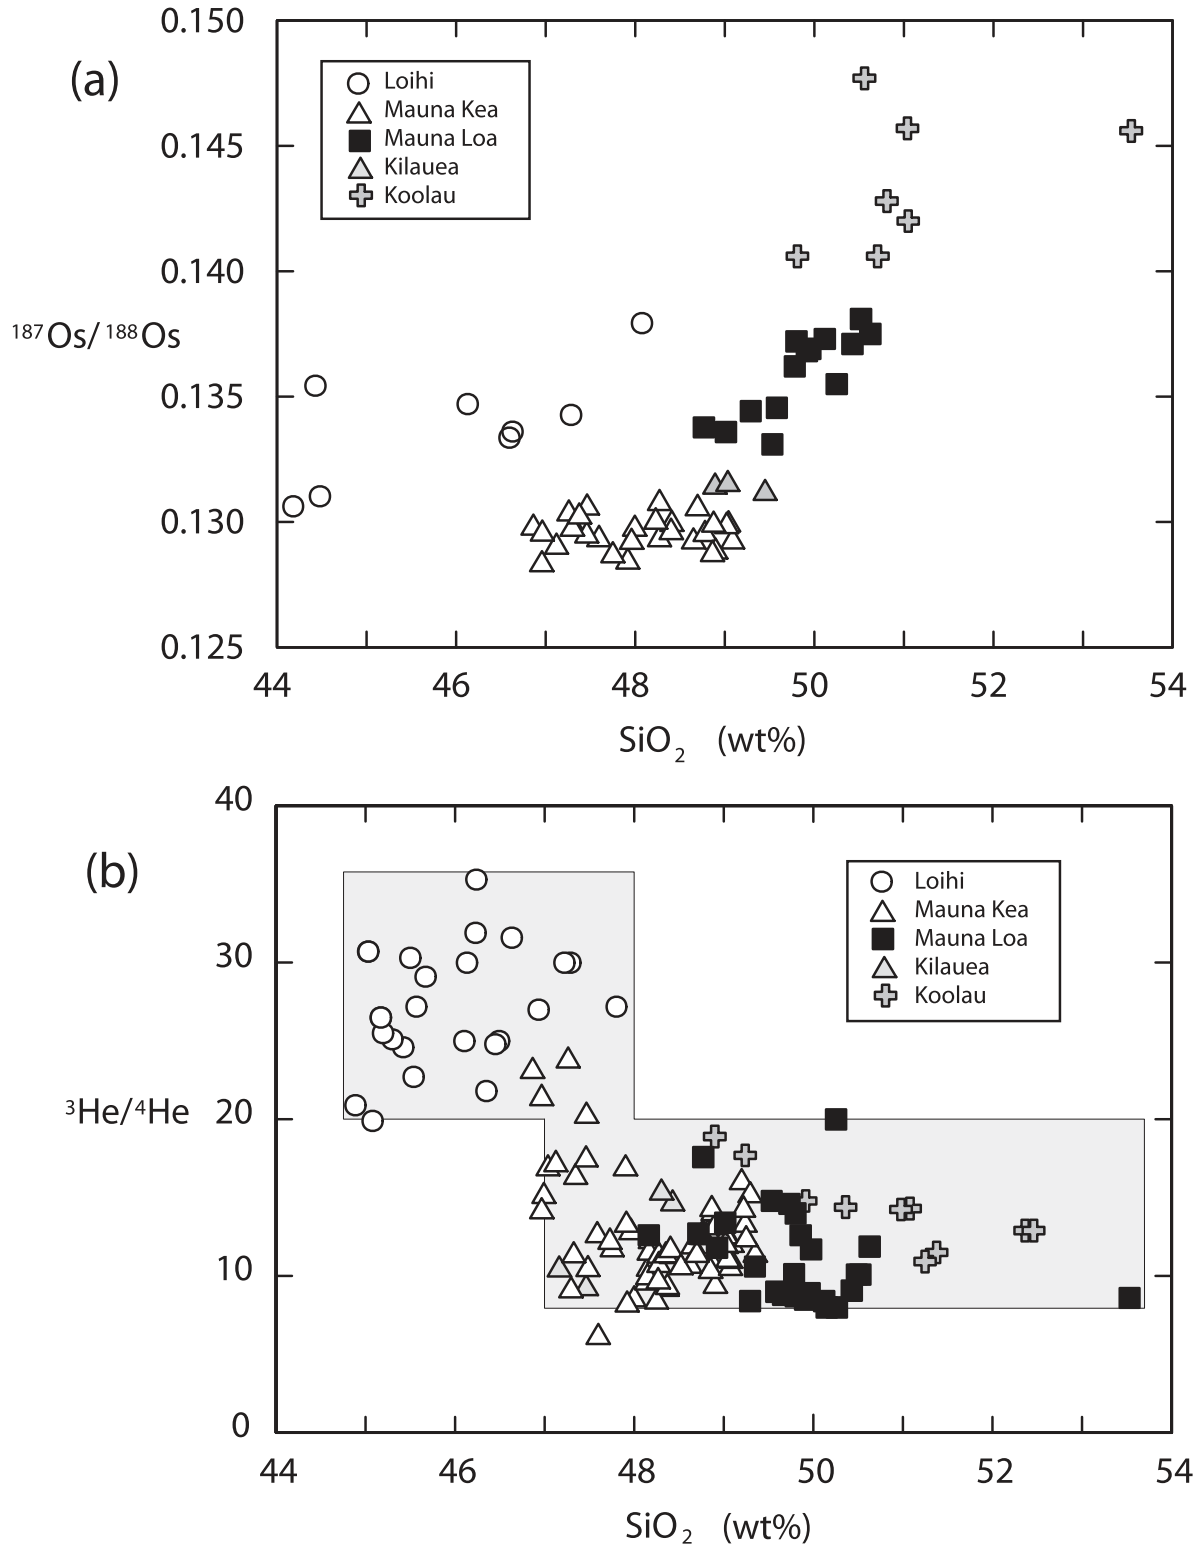 (a)
0.150
0.145
0.140
0.135
0.130
0.125
¹⁸⁷Os/ ¹⁸⁸Os
Loihi
Mauna Kea
Mauna Loa
Kilauea
Koolau
44 46 48 50 52 54
SiO₂ (wt%)
(b)
40
30
20
10
0
³He/⁴He
Loihi
Mauna Kea
Mauna Loa
Kilauea
Koolau
44 46 48 50 52 54
SiO₂ (wt%)